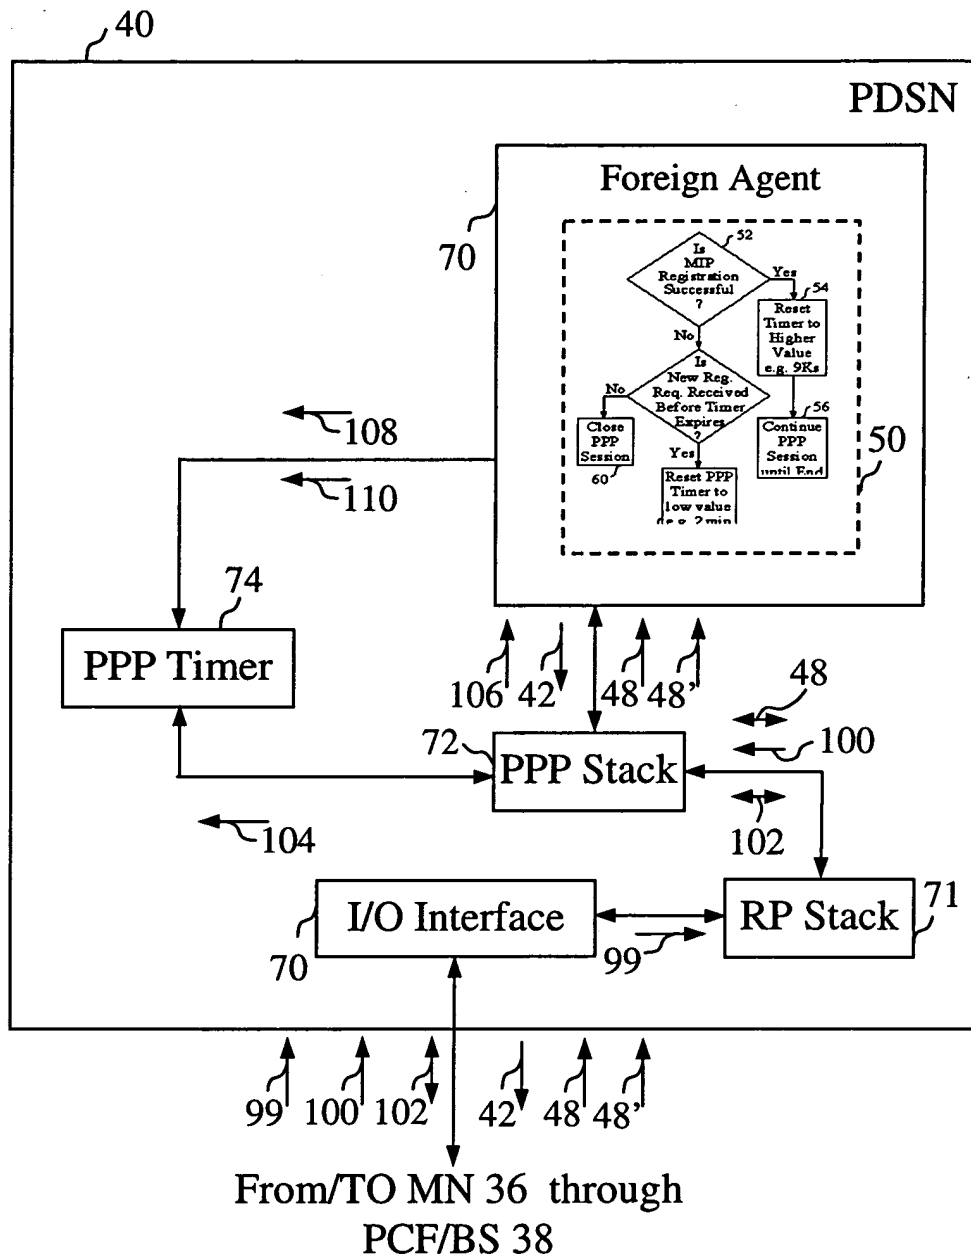 40
PDSN
Foreign Agent
70
52
Is
MIP
Registration
Successful
?
Yes
54
Reset
Timer to
Higher
Value
e.g. 9Ks
No
Is
New Reg.
Req. Received
Before Timer
Expires
?
No
Close
PPP
Session
60
56
Continue
PPP
Session
until End
50
Yes
Reset PPP
Timer to
low value
(e.g. 2 min
108
110
74
PPP Timer
106
42
48
48'
48
72
PPP Stack
100
102
104
I/O Interface
70
99
RP Stack
71
99
100
102
42
48
48'
From/TO MN 36 through
PCF/BS 38